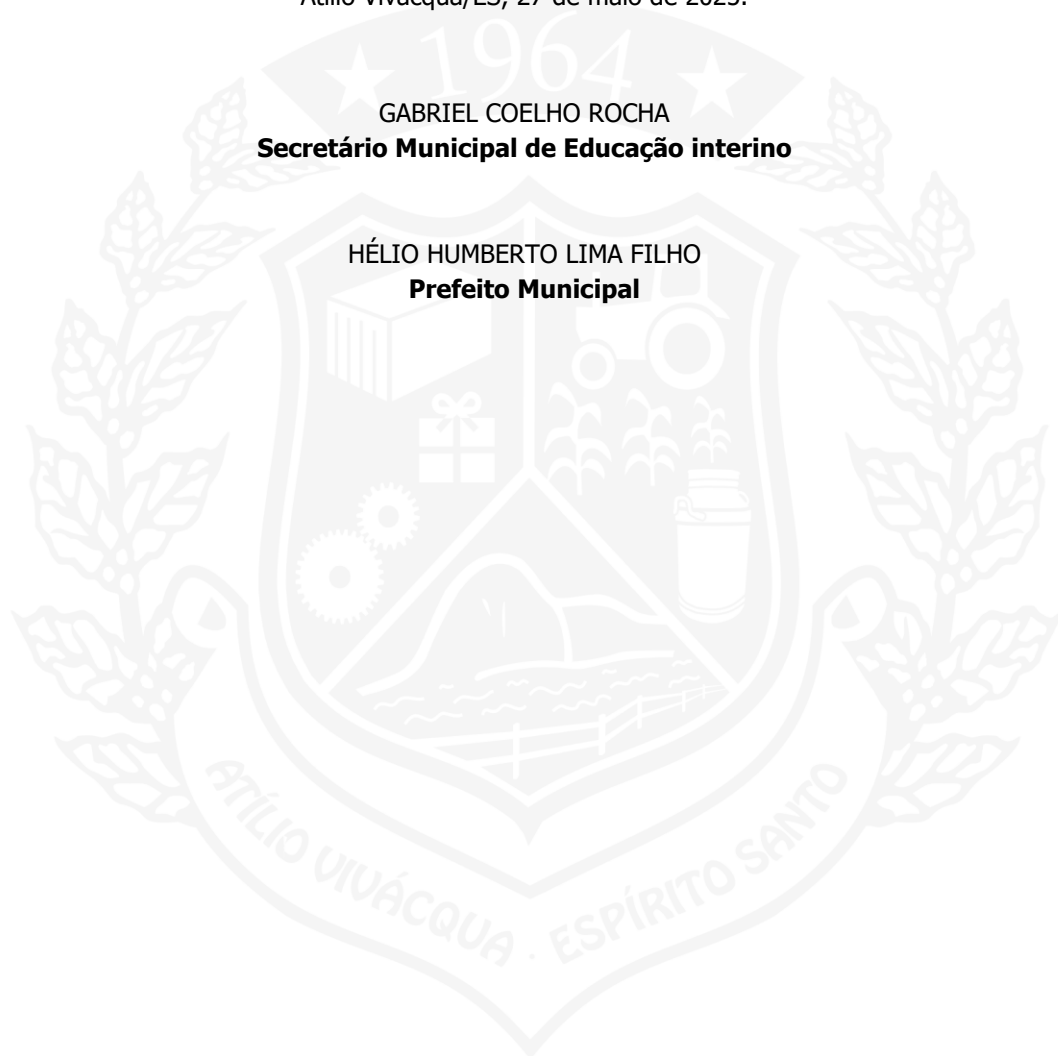 Atílio Vivácqua/ES, 27 de maio de 2025.
1964
GABRIEL COELHO ROCHA
Secretário Municipal de Educação interino
HÉLIO HUMBERTO LIMA FILHO
Prefeito Municipal
ATÍLIO VIVÁCQUA · ESPÍRITO SANTO